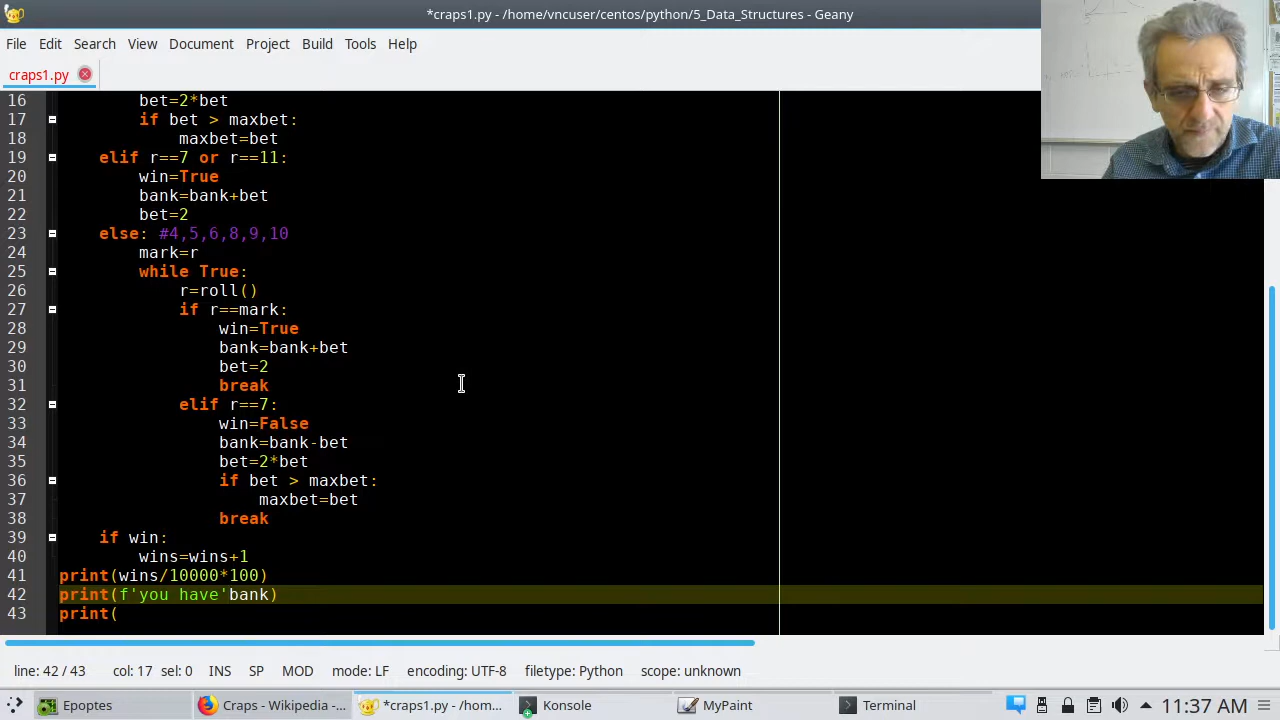 *craps1.py - /home/vncuser/centos/python/5_Data_Structures - Geany
File Edit Search View Document Project Build Tools Help
craps1.py
16 bet=2*bet
17 if bet > maxbet:
18 maxbet=bet
19 elif r==7 or r==11:
20 win=True
21 bank=bank+bet
22 bet=2
23 else: #4,5,6,8,9,10
24 mark=r
25 while True:
26 r=roll()
27 if r==mark:
28 win=True
29 bank=bank+bet
30 bet=2
31 break
32 elif r==7:
33 win=False
34 bank=bank-bet
35 bet=2*bet
36 if bet > maxbet:
37 maxbet=bet
38 break
39 if win:
40 wins=wins+1
41 print(wins/10000*100)
42 print(f'you have'bank)
43 print(
line: 42 / 43 col: 17 sel: 0 INS SP MOD mode: LF encoding: UTF-8 filetype: Python scope: unknown
Epoptes Craps - Wikipedia -... *craps1.py - /hom... Konsole MyPaint Terminal 11:37 AM